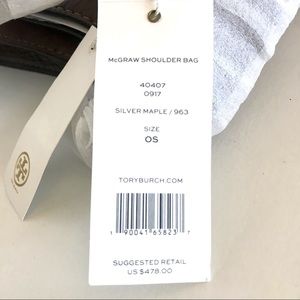 McGRAW SHOULDER BAG
40407
0917
SILVER MAPLE / 963
SIZE
OS
TORYBURCH.COM
1 90041 65823 7
SUGGESTED RETAIL
US $478.00